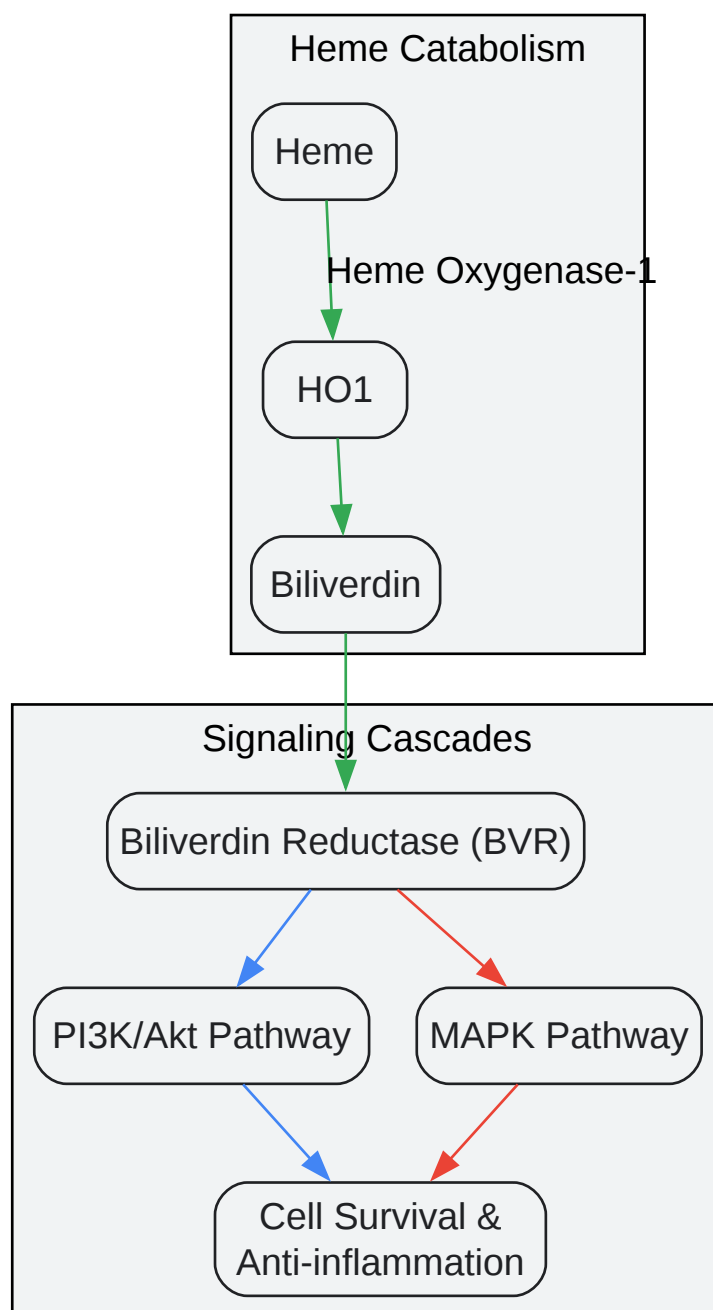 Heme Catabolism
Heme
Heme Oxygenase-1
HO1
Biliverdin
Signaling Cascades
Biliverdin Reductase (BVR)
PI3K/Akt Pathway
MAPK Pathway
Cell Survival &
Anti-inflammation